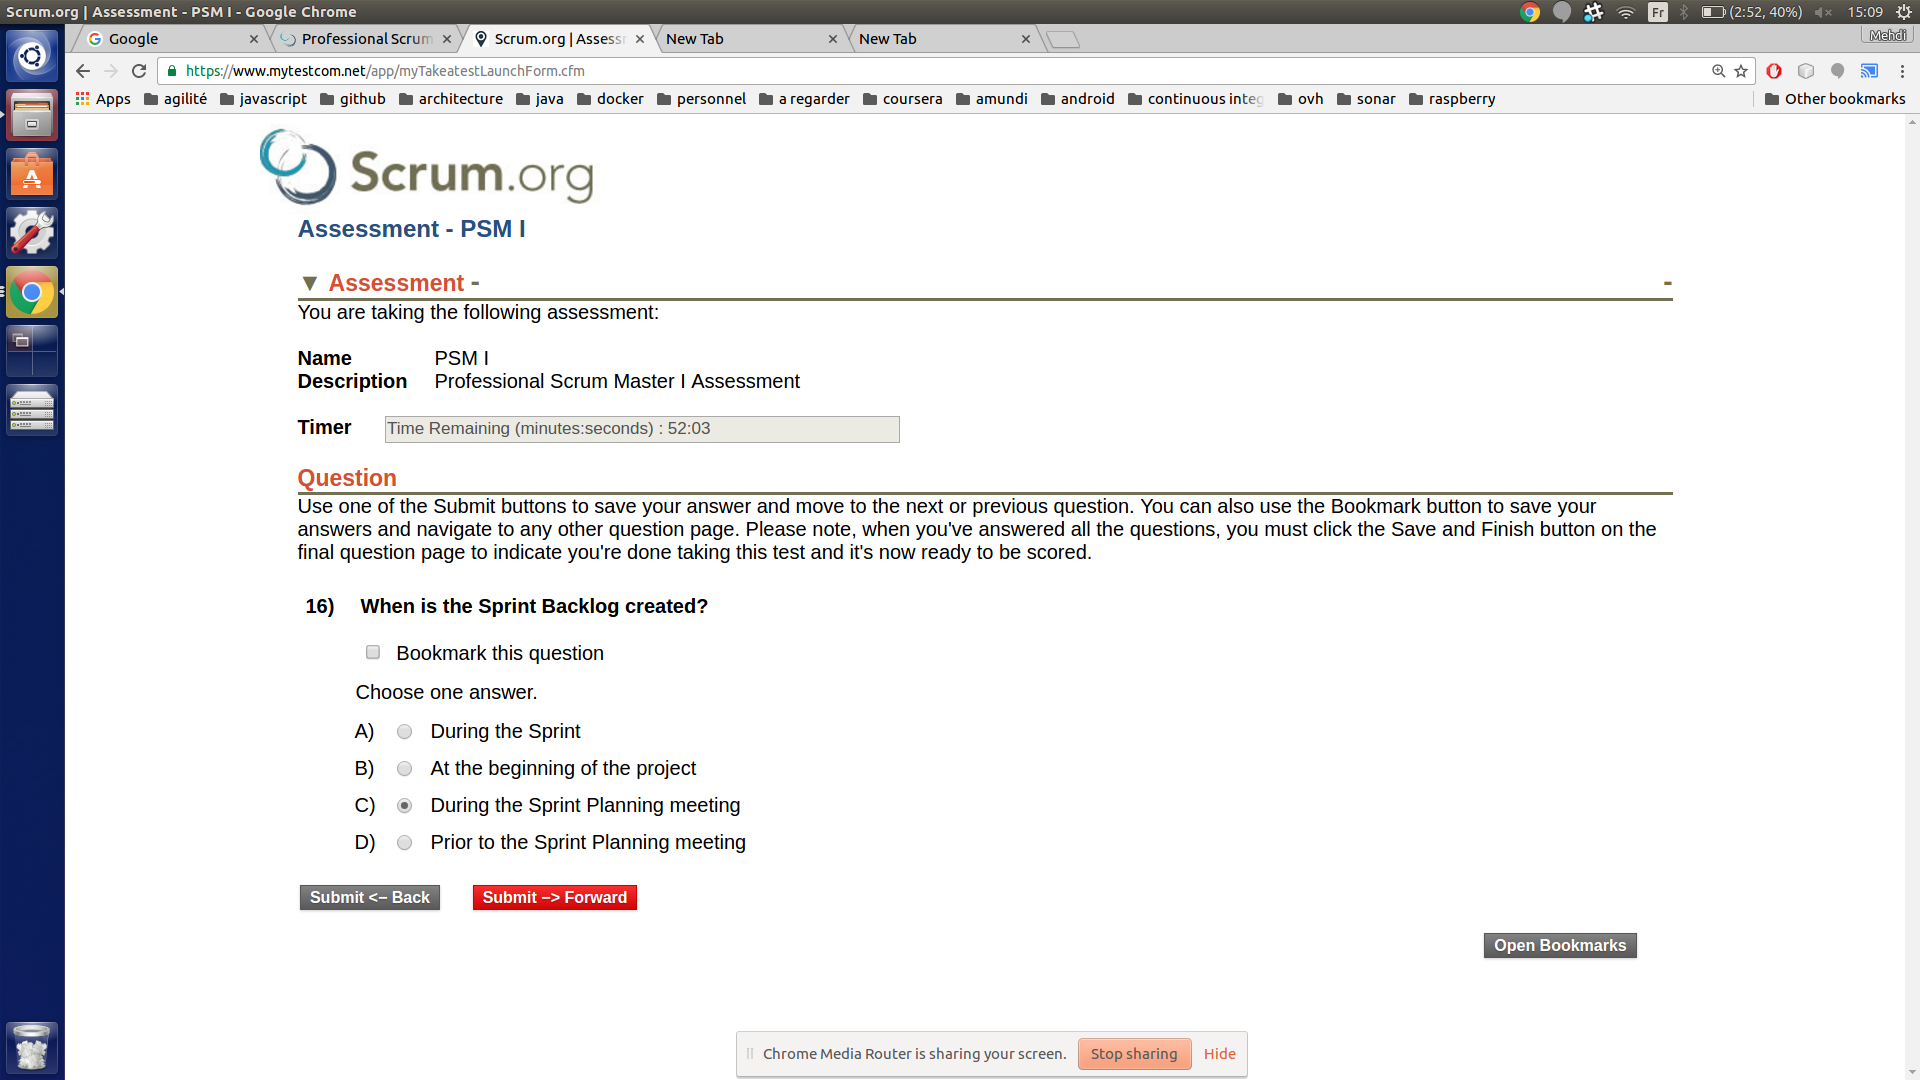 Scrum.org | Assessment - PSM I - Google Chrome
Fr
(2:52, 40%)
15:09
Google
Professional Scrum
Scrum.org | Assess
New Tab
New Tab
Mehdi
https://www.mytestcom.net/app/myTakeatestLaunchForm.cfm
Apps
agilité
javascript
github
architecture
java
docker
personnel
a regarder
coursera
amundi
android
continuous integ
ovh
sonar
raspberry
Other bookmarks
Scrum.org
Assessment - PSM I
▼ Assessment -
-
You are taking the following assessment:
Name PSM I
Description Professional Scrum Master I Assessment
Timer Time Remaining (minutes:seconds) : 52:03
Question
Use one of the Submit buttons to save your answer and move to the next or previous question. You can also use the Bookmark button to save your
answers and navigate to any other question page. Please note, when you've answered all the questions, you must click the Save and Finish button on the
final question page to indicate you're done taking this test and it's now ready to be scored.
16) When is the Sprint Backlog created?
Bookmark this question
Choose one answer.
A) During the Sprint
B) At the beginning of the project
C) During the Sprint Planning meeting
D) Prior to the Sprint Planning meeting
Submit <– Back
Submit –> Forward
Open Bookmarks
Chrome Media Router is sharing your screen.
Stop sharing
Hide